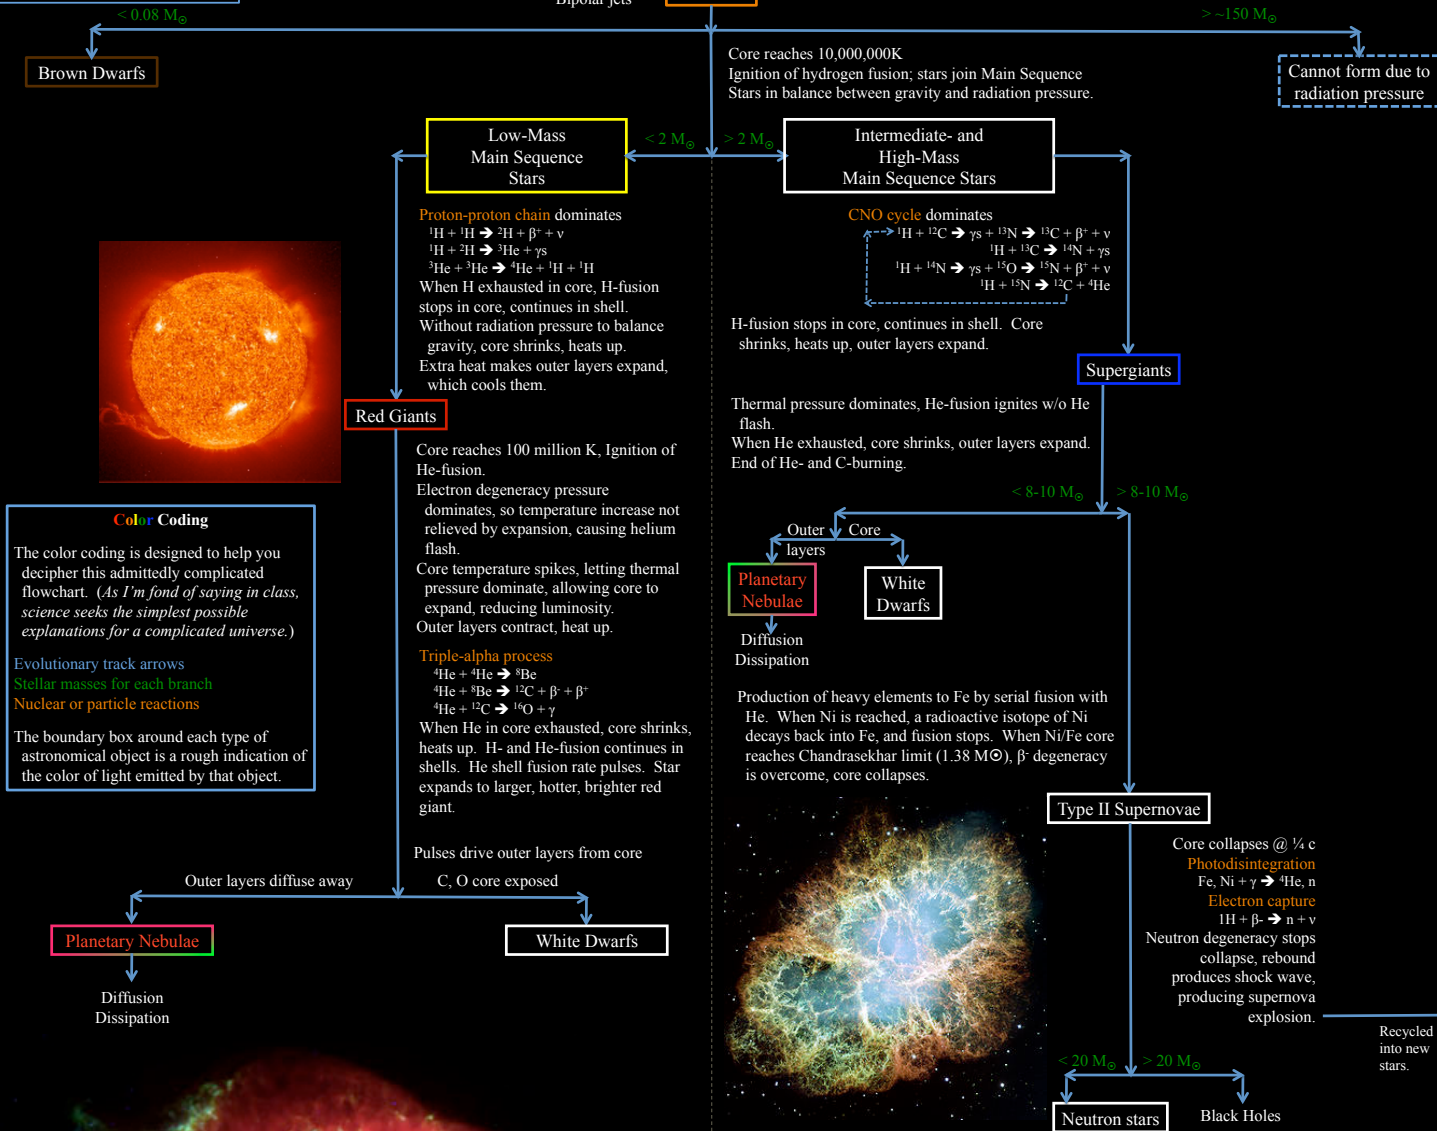 Bipolar jets
< 0.08 M☉
> ~150 M☉
Brown Dwarfs
Core reaches 10,000,000K
Ignition of hydrogen fusion; stars join Main Sequence
Stars in balance between gravity and radiation pressure.
Cannot form due to
radiation pressure
Low-Mass
Main Sequence
Stars
< 2 M☉
> 2 M☉
Intermediate- and
High-Mass
Main Sequence Stars
Proton-proton chain dominates
¹H + ¹H ➔ ²H + β⁺ + ν
¹H + ²H ➔ ³He + γs
³He + ³He ➔ ⁴He + ¹H + ¹H
When H exhausted in core, H-fusion
stops in core, continues in shell.
Without radiation pressure to balance
gravity, core shrinks, heats up.
Extra heat makes outer layers expand,
which cools them.
CNO cycle dominates
¹H + ¹²C ➔ γs + ¹³N ➔ ¹³C + β⁺ + ν
¹H + ¹³C ➔ ¹⁴N + γs
¹H + ¹⁴N ➔ γs + ¹⁵O ➔ ¹⁵N + β⁺ + ν
¹H + ¹⁵N ➔ ¹²C + ⁴He
H-fusion stops in core, continues in shell. Core
shrinks, heats up, outer layers expand.
Supergiants
Red Giants
Thermal pressure dominates, He-fusion ignites w/o He
flash.
When He exhausted, core shrinks, outer layers expand.
End of He- and C-burning.
Core reaches 100 million K, Ignition of
He-fusion.
Electron degeneracy pressure
dominates, so temperature increase not
relieved by expansion, causing helium
flash.
Core temperature spikes, letting thermal
pressure dominate, allowing core to
expand, reducing luminosity.
Outer layers contract, heat up.
< 8-10 M☉
> 8-10 M☉
Outer
layers
Core
Planetary
Nebulae
White
Dwarfs
Diffusion
Dissipation
Color Coding
The color coding is designed to help you
decipher this admittedly complicated
flowchart. (As I'm fond of saying in class,
science seeks the simplest possible
explanations for a complicated universe.)
Evolutionary track arrows
Stellar masses for each branch
Nuclear or particle reactions
The boundary box around each type of
astronomical object is a rough indication of
the color of light emitted by that object.
Triple-alpha process
⁴He + ⁴He ➔ ⁸Be
⁴He + ⁸Be ➔ ¹²C + β⁻ + β⁺
⁴He + ¹²C ➔ ¹⁶O + γ
When He in core exhausted, core shrinks,
heats up. H- and He-fusion continues in
shells. He shell fusion rate pulses. Star
expands to larger, hotter, brighter red
giant.
Production of heavy elements to Fe by serial fusion with
He. When Ni is reached, a radioactive isotope of Ni
decays back into Fe, and fusion stops. When Ni/Fe core
reaches Chandrasekhar limit (1.38 M☉), β⁻ degeneracy
is overcome, core collapses.
Type II Supernovae
Pulses drive outer layers from core
Outer layers diffuse away
C, O core exposed
Planetary Nebulae
White Dwarfs
Diffusion
Dissipation
Core collapses @ ¼ c
Photodisintegration
Fe, Ni + γ ➔ ⁴He, n
Electron capture
1H + β- ➔ n + ν
Neutron degeneracy stops
collapse, rebound
produces shock wave,
producing supernova
explosion.
Recycled
into new
stars.
< 20 M☉
> 20 M☉
Neutron stars
Black Holes